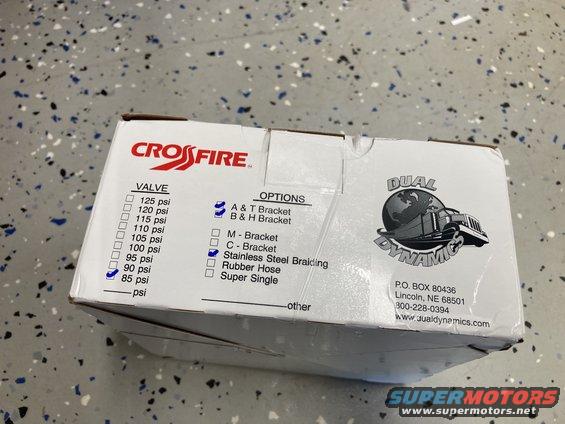 CROSSFIRE™
VALVE
125 psi
120 psi
115 psi
110 psi
105 psi
100 psi
95 psi
90 psi
85 psi
psi
OPTIONS
A & T Bracket
B & H Bracket
M - Bracket
C - Bracket
Stainless Steel Braiding
Rubber Hose
Super Single
other
DUAL
DYNAMICS
P.O. BOX 80436
Lincoln, NE 68501
800-228-0394
www.dualdynamics.com
SUPERMOTORS
www.supermotors.net